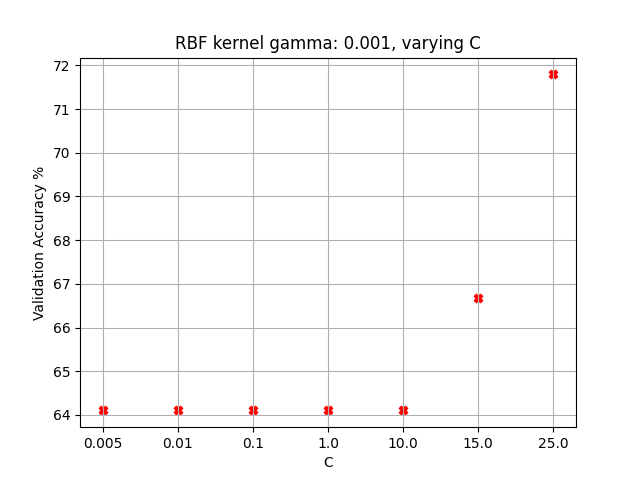 RBF kernel gamma: 0.001, varying C
72
71
70
69
68
67
66
65
64
Validation Accuracy %
0.005 0.01 0.1 1.0 10.0 15.0 25.0
C